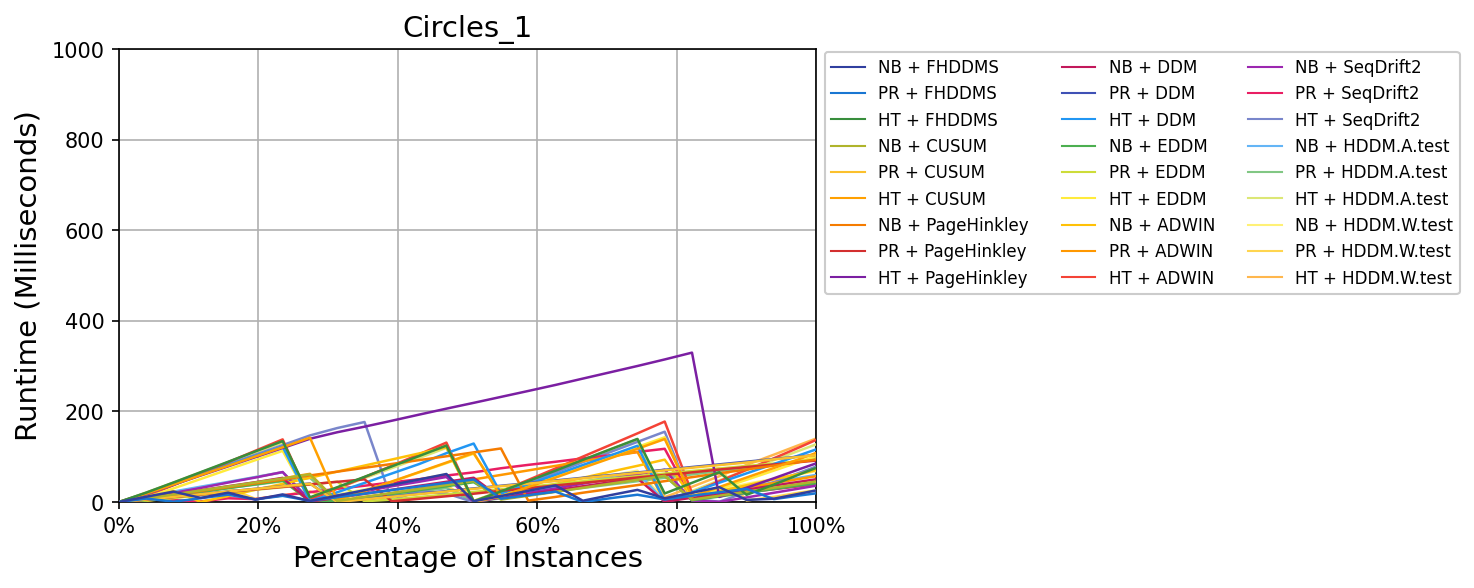 Circles_1
Runtime (Milliseconds)
1000
800
600
400
200
0
0%
20%
40%
60%
80%
100%
Percentage of Instances
NB + FHDDMS
PR + FHDDMS
HT + FHDDMS
NB + CUSUM
PR + CUSUM
HT + CUSUM
NB + PageHinkley
PR + PageHinkley
HT + PageHinkley
NB + DDM
PR + DDM
HT + DDM
NB + EDDM
PR + EDDM
HT + EDDM
NB + ADWIN
PR + ADWIN
HT + ADWIN
NB + SeqDrift2
PR + SeqDrift2
HT + SeqDrift2
NB + HDDM.A.test
PR + HDDM.A.test
HT + HDDM.A.test
NB + HDDM.W.test
PR + HDDM.W.test
HT + HDDM.W.test